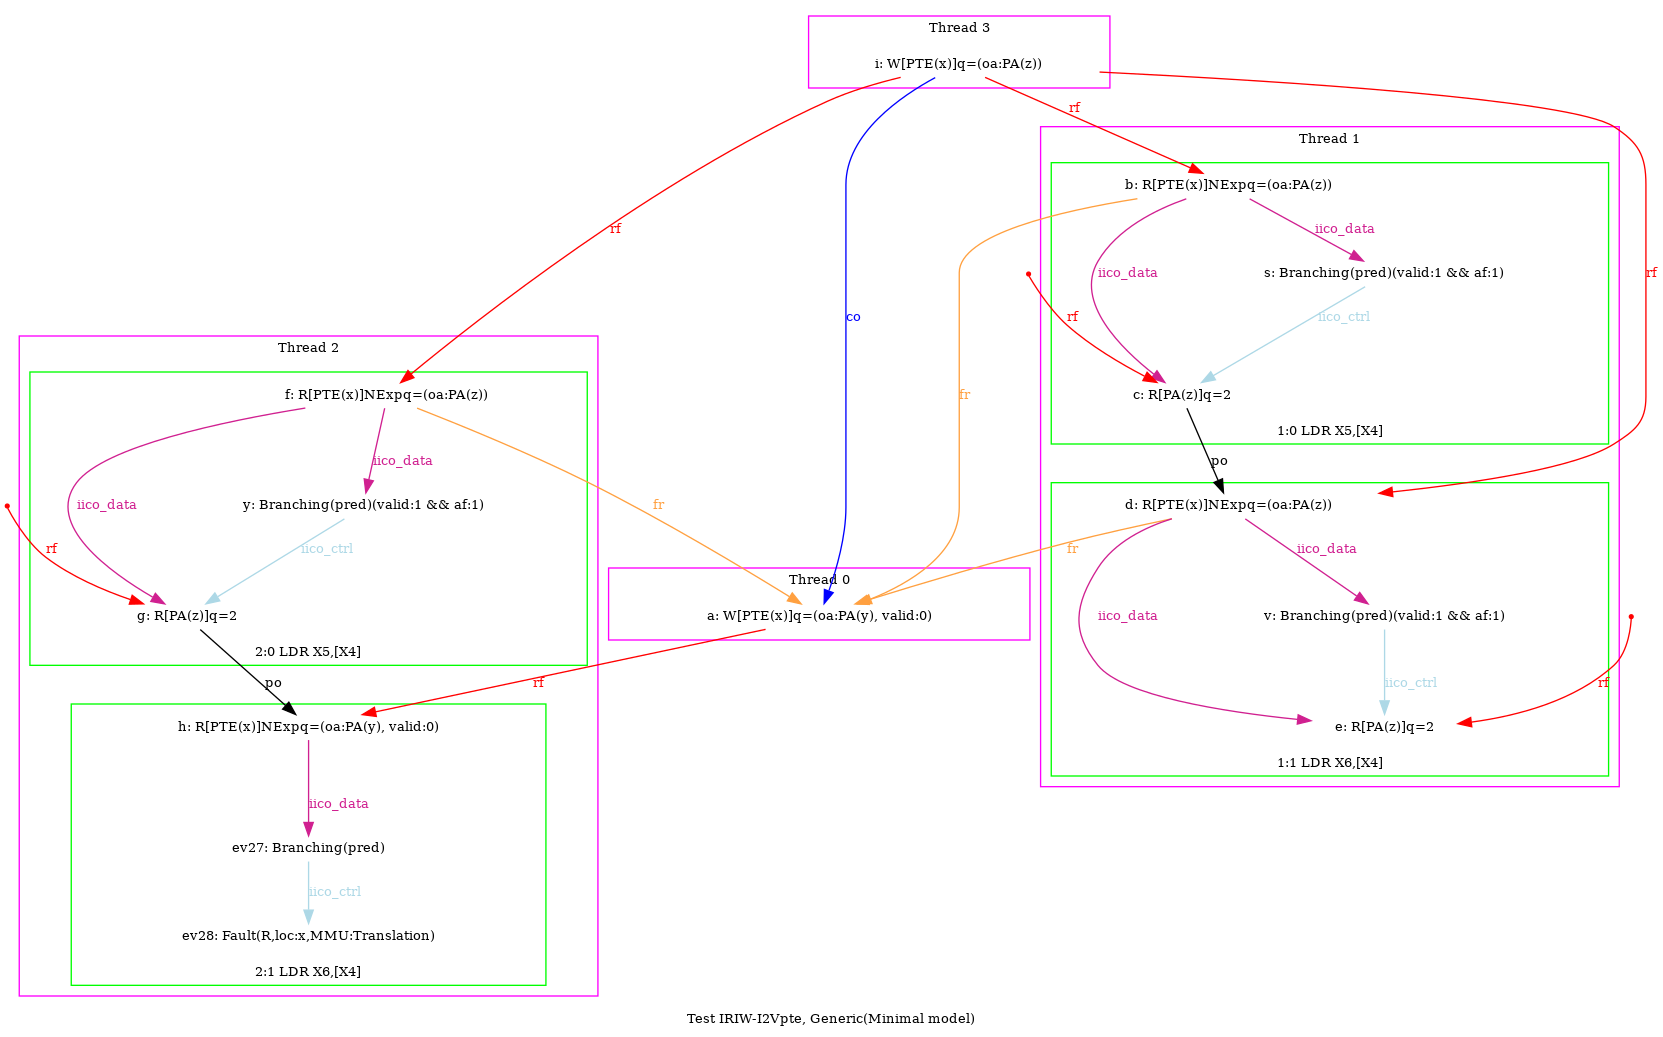 Thread 3
i: W[PTE(x)]q=(oa:PA(z))
rf
Thread 1
b: R[PTE(x)]NExpq=(oa:PA(z))
rf
iico_data
iico_data
s: Branching(pred)(valid:1 && af:1)
rf
rf
co
iico_ctrl
Thread 2
f: R[PTE(x)]NExpq=(oa:PA(z))
fr
c: R[PA(z)]q=2
1:0 LDR X5,[X4]
iico_data
po
iico_data
y: Branching(pred)(valid:1 && af:1)
fr
d: R[PTE(x)]NExpq=(oa:PA(z))
rf
iico_ctrl
fr
iico_data
Thread 0
g: R[PA(z)]q=2
a: W[PTE(x)]q=(oa:PA(y), valid:0)
iico_data
v: Branching(pred)(valid:1 && af:1)
2:0 LDR X5,[X4]
po
rf
iico_ctrl
rf
h: R[PTE(x)]NExpq=(oa:PA(y), valid:0)
e: R[PA(z)]q=2
1:1 LDR X6,[X4]
iico_data
ev27: Branching(pred)
iico_ctrl
ev28: Fault(R,loc:x,MMU:Translation)
2:1 LDR X6,[X4]
Test IRIW-I2Vpte, Generic(Minimal model)